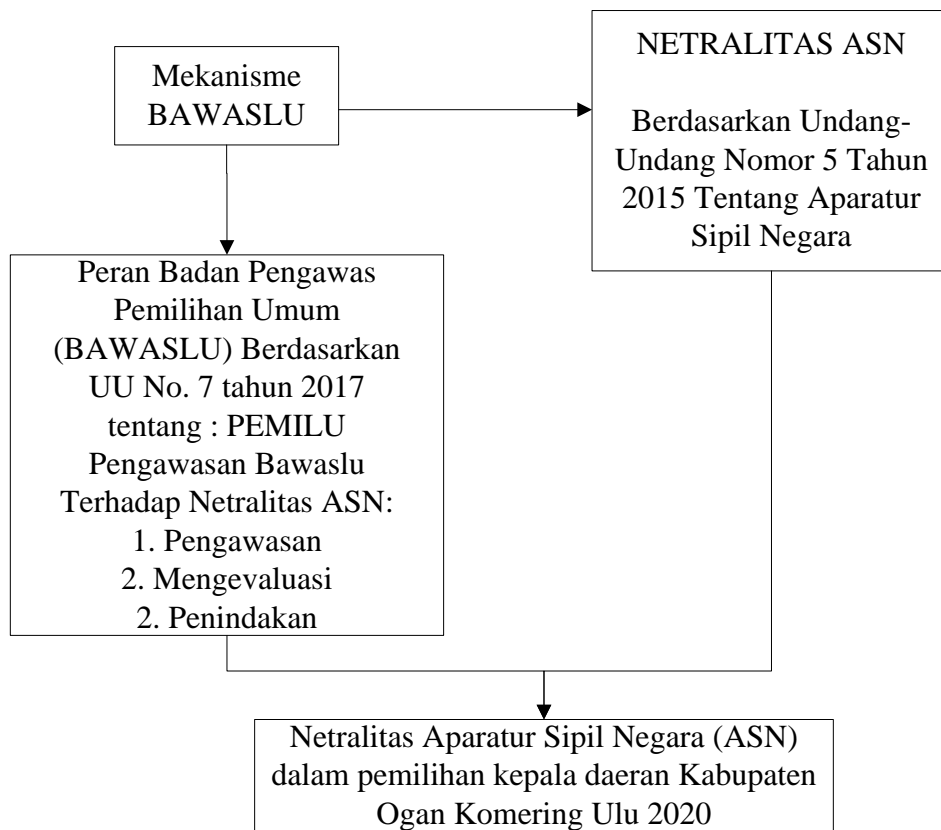 Mekanisme
BAWASLU
NETRALITAS ASN
Berdasarkan Undang-
Undang Nomor 5 Tahun
2015 Tentang Aparatur
Sipil Negara
Peran Badan Pengawas
Pemilihan Umum
(BAWASLU) Berdasarkan
UU No. 7 tahun 2017
tentang : PEMILU
Pengawasan Bawaslu
Terhadap Netralitas ASN:
1. Pengawasan
2. Mengevaluasi
2. Penindakan
Netralitas Aparatur Sipil Negara (ASN)
dalam pemilihan kepala daeran Kabupaten
Ogan Komering Ulu 2020